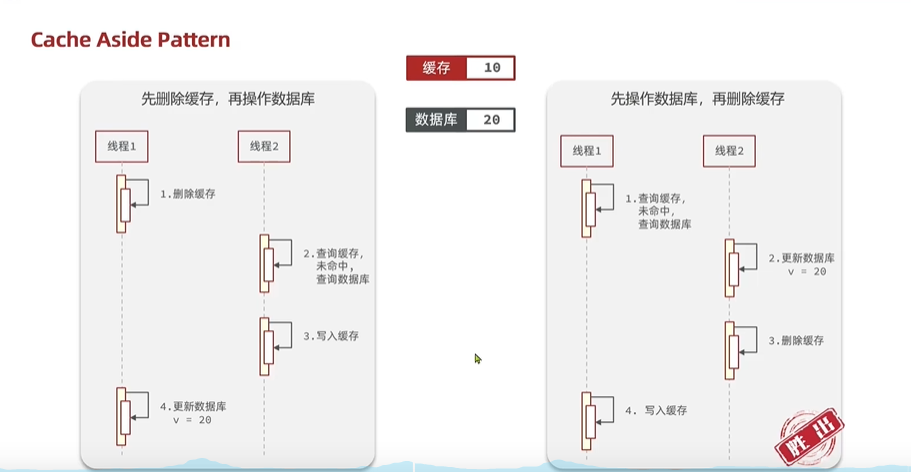 Cache Aside Pattern
缓存 10
数据库 20
先删除缓存，再操作数据库
线程1
线程2
1.删除缓存
2.查询缓存，
未命中，
查询数据库
3.写入缓存
4.更新数据库
v = 20
先操作数据库，再删除缓存
线程1
线程2
1.查询缓存，
未命中，
查询数据库
2.更新数据库
v = 20
3.删除缓存
4. 写入缓存
胜出